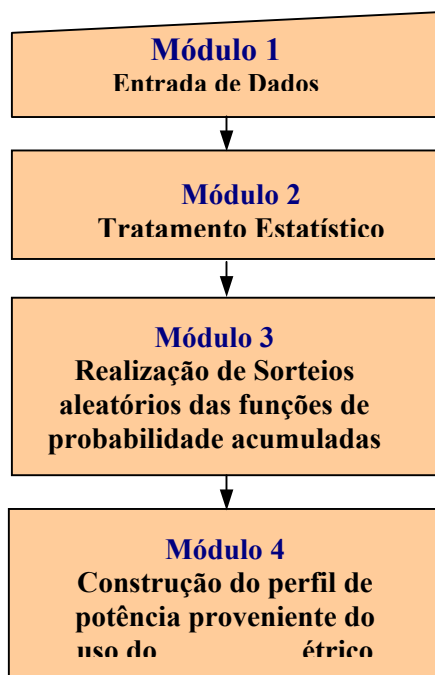 Módulo 1
Entrada de Dados
Módulo 2
Tratamento Estatístico
Módulo 3
Realização de Sorteios
aleatórios das funções de
probabilidade acumuladas
Módulo 4
Construção do perfil de
potência proveniente do
uso do étrico